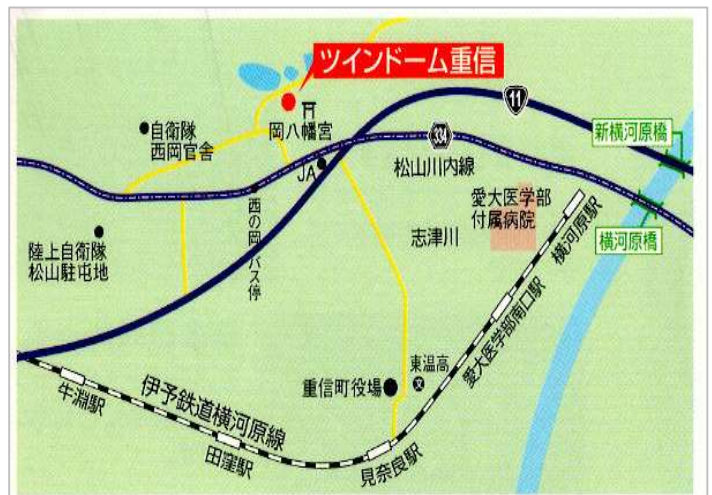 ツインドーム重信
11
岡八幡宮
自衛隊
西岡官舎
334
新横河原橋
JA
松山川内線
愛大医学部
付属病院
横河原駅
西の岡バス停
志津川
横河原橋
陸上自衛隊
松山駐屯地
愛大医学部南口駅
東温高
文
重信町役場
伊予鉄道横河原線
牛淵駅
田窪駅
見奈良駅